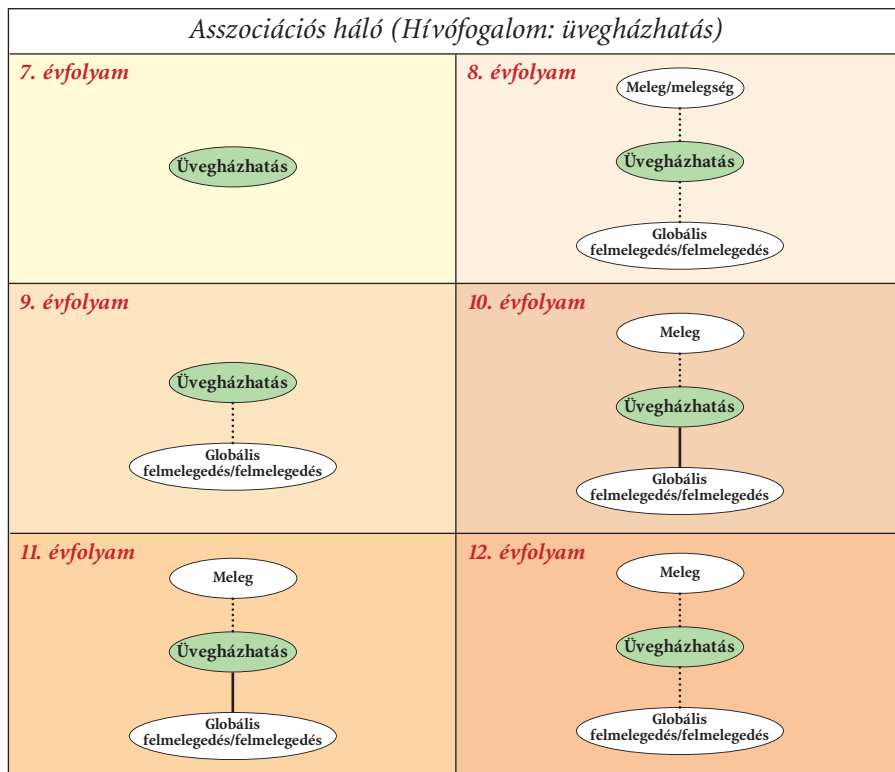 Asszociációs háló (Hívófogalom: üvegházhatás)
7. évfolyam
Üvegházhatás
8. évfolyam
Meleg/melegség
Üvegházhatás
Globális
felmelegedés/felmelegedés
9. évfolyam
Üvegházhatás
Globális
felmelegedés/felmelegedés
10. évfolyam
Meleg
Üvegházhatás
Globális
felmelegedés/felmelegedés
11. évfolyam
Meleg
Üvegházhatás
Globális
felmelegedés/felmelegedés
12. évfolyam
Meleg
Üvegházhatás
Globális
felmelegedés/felmelegedés